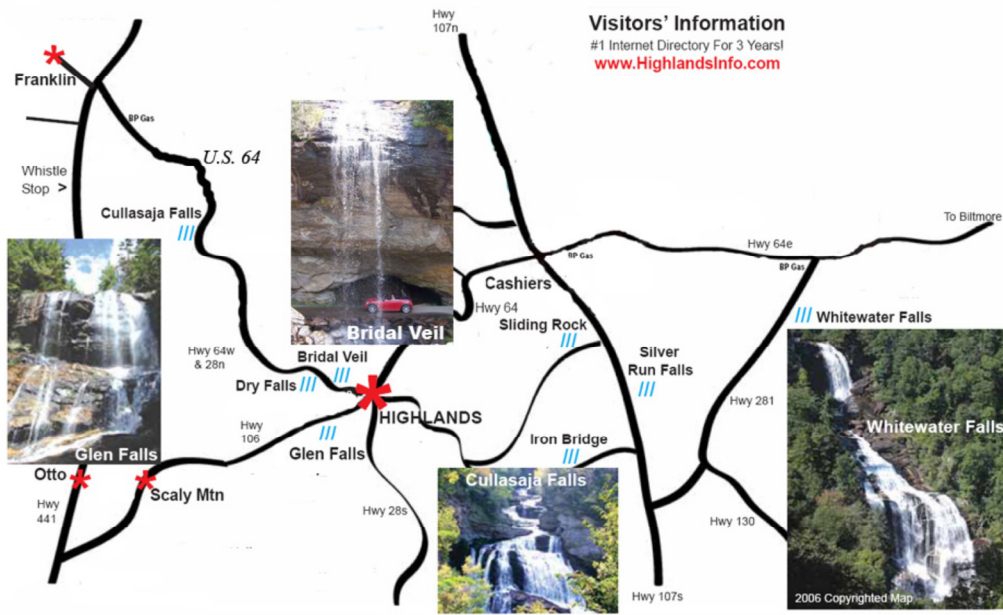 Hwy
107n
Visitors' Information
#1 Internet Directory For 3 Years!
www.HighlandsInfo.com
Franklin
BP Gas
U.S. 64
Whistle
Stop >
Cullasaja Falls
To Biltmore
Hwy 64e
BP Gas
BP Gas
Cashiers
Hwy 64
Bridal Veil
Sliding Rock
Whitewater Falls
Hwy 64w
& 28n
Bridal Veil
Dry Falls
Silver
Run Falls
HIGHLANDS
Hwy 281
Hwy
106
Glen Falls
Iron Bridge
Whitewater Falls
Glen Falls
Otto
Scaly Mtn
Cullasaja Falls
Hwy
441
Hwy 28s
Hwy 130
Hwy 107s
2006 Copyrighted Map